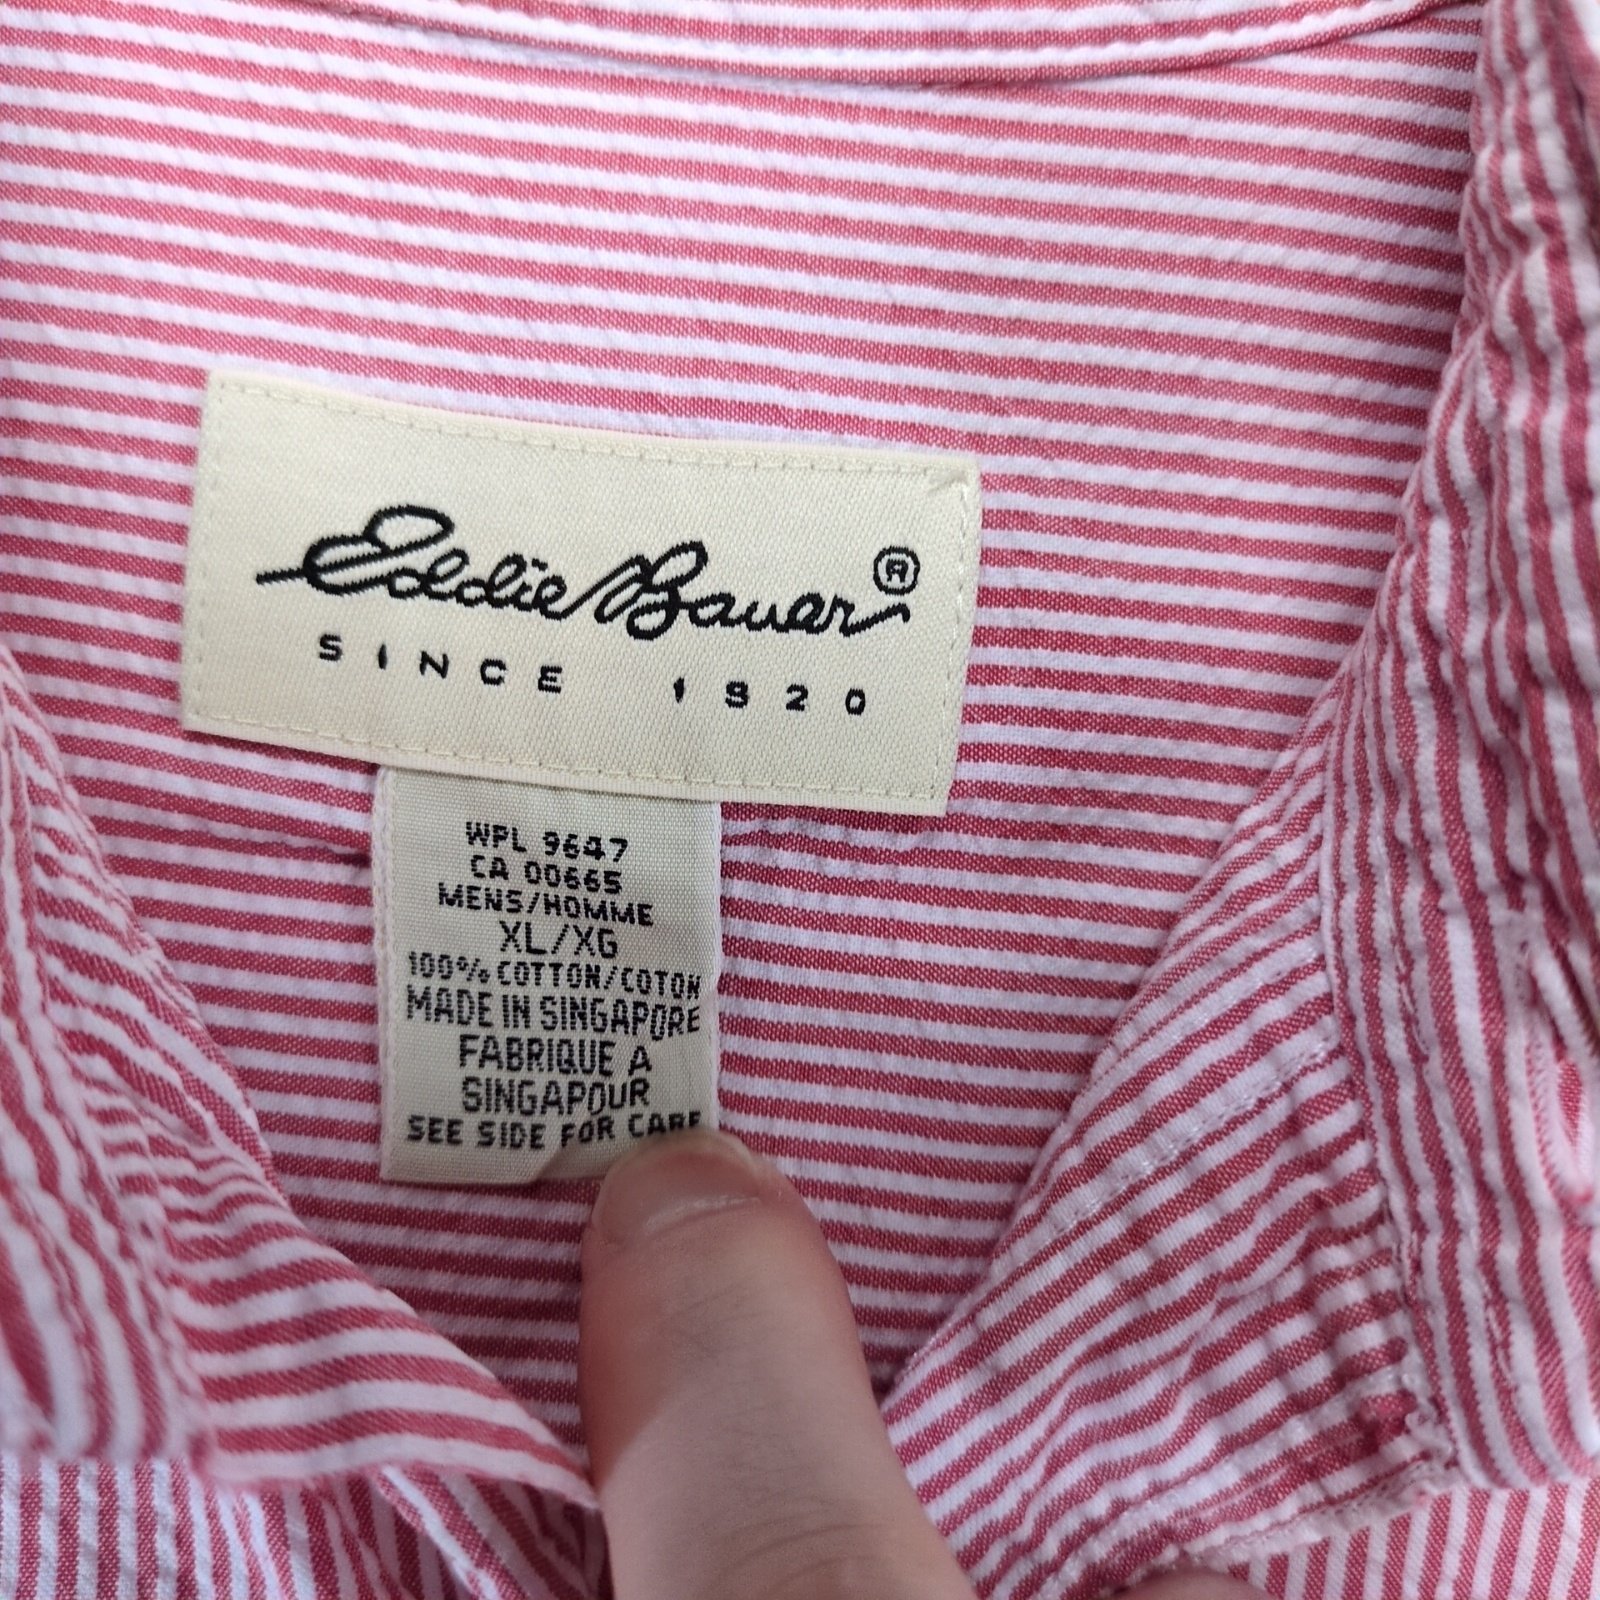 Eddie Bauer ®
SINCE 1920
WPL 9647
CA 00665
MENS/HOMME
XL/XG
100% COTTON/COTON
MADE IN SINGAPORE
FABRIQUE A
SINGAPOUR
SEE SIDE FOR CARE